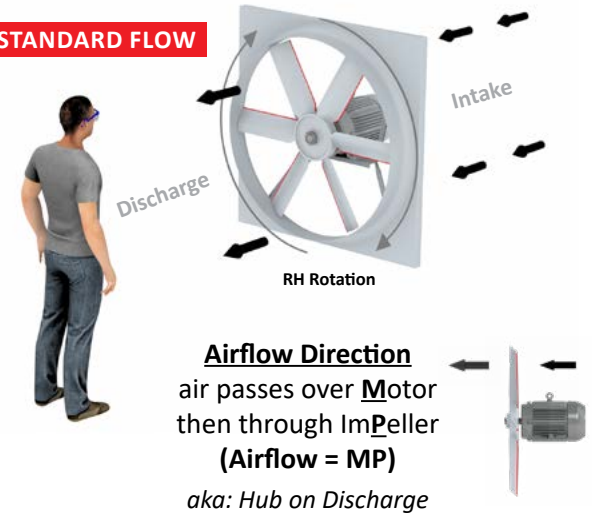 STANDARD FLOW
Intake
Discharge
RH Rotation
Airflow Direction
air passes over Motor
then through ImPeller
(Airflow = MP)
aka: Hub on Discharge